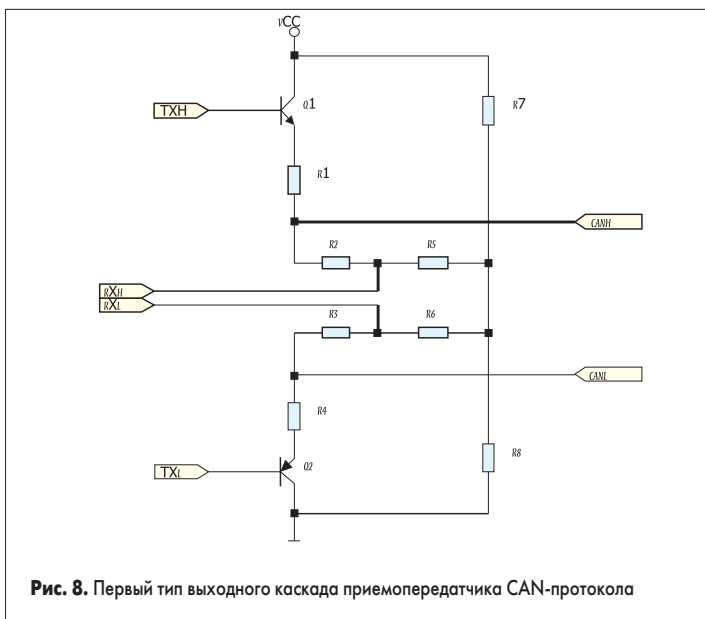 VCC
TXH
Q1
R7
R1
CANH
R2
R5
RXH
RXL
R3
R6
CANL
R4
TXL
Q2
R8
Рис. 8. Первый тип выходного каскада приемопередатчика CAN-протокола